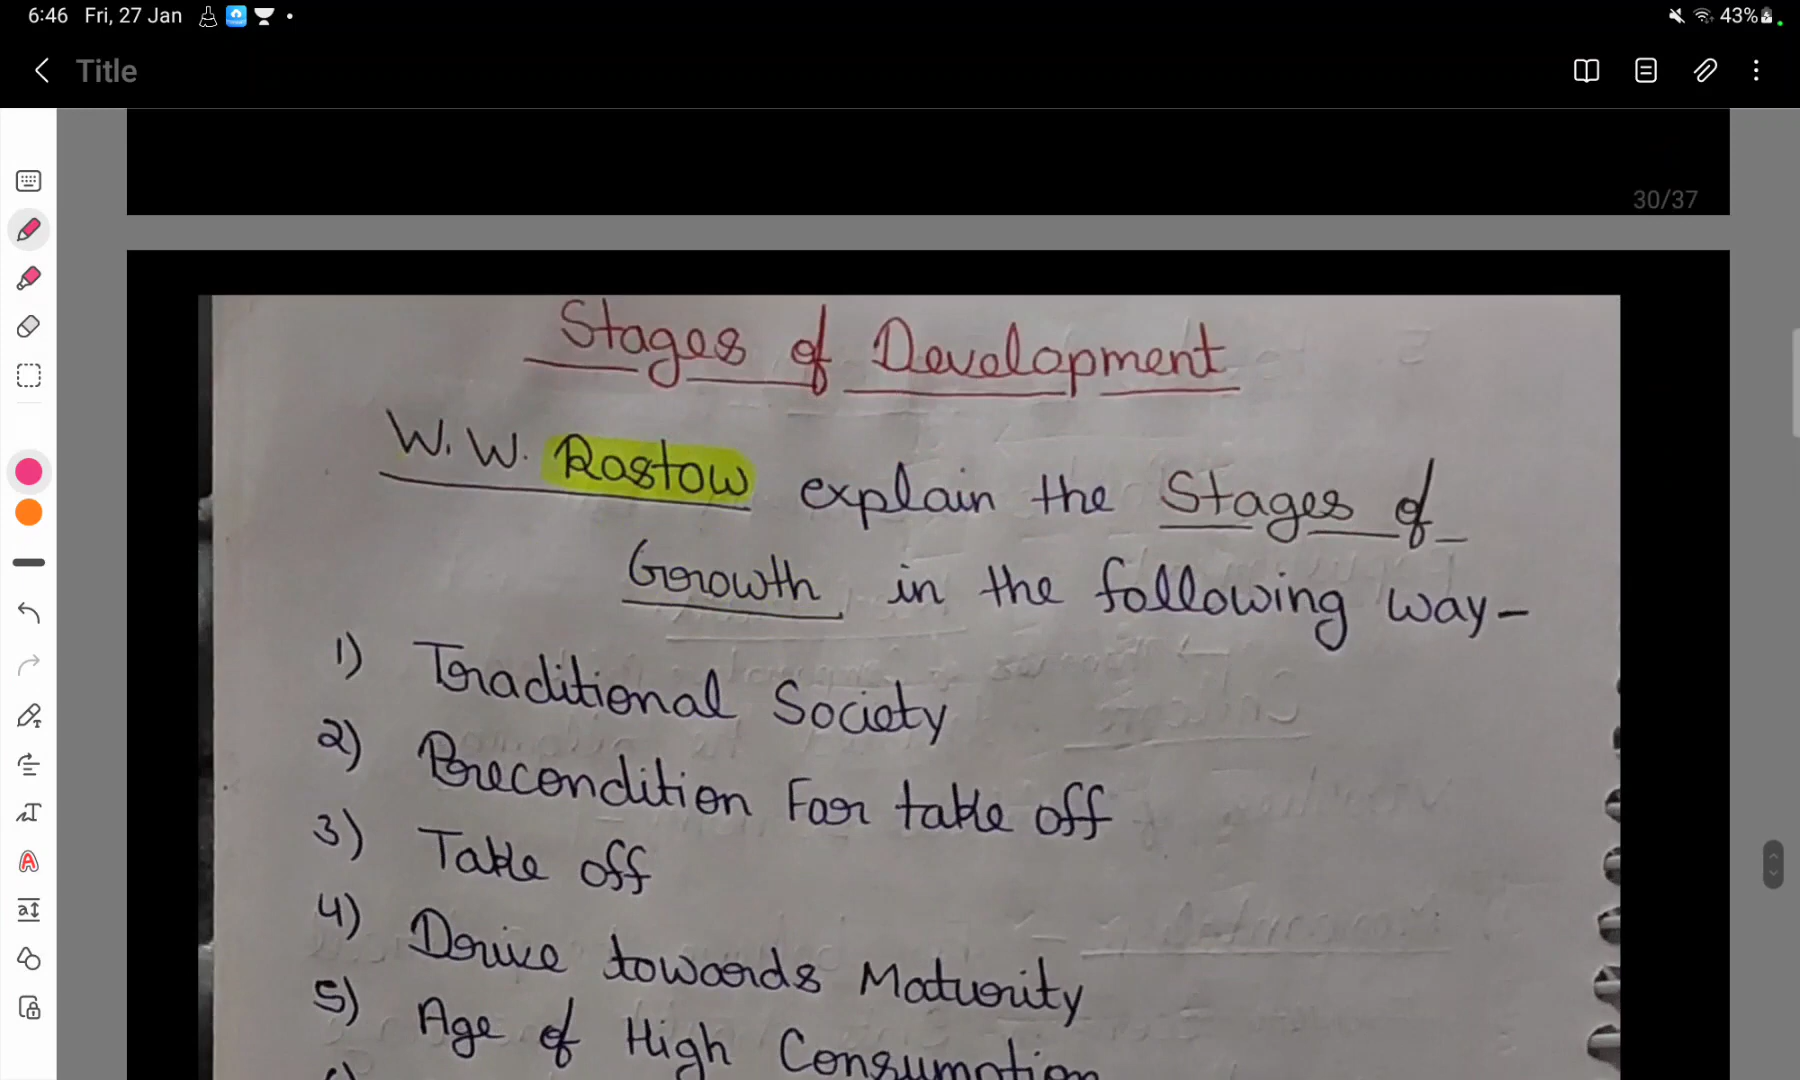 6:46 Fri, 27 Jan
43%
Title
30/37
Stages of Development
W.W. Rostow explain the Stages of
Growth in the following way-
1) Traditional Society
2) Precondition For take off
3) Take off
4) Drive towards Maturity
5) Age of High Consumption